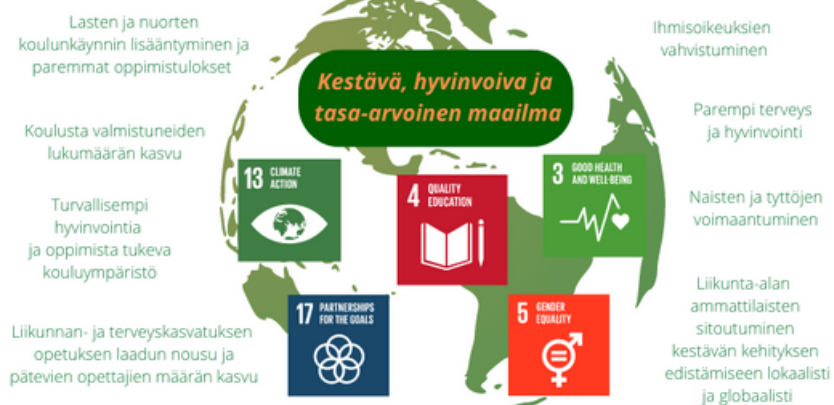 Lasten ja nuorten
koulunkäynnin lisääntyminen ja
paremmat oppimistulokset
Koulusta valmistuneiden
lukumäärän kasvu
Turvallisempi
hyvinvointia
ja oppimista tukeva
kouluympäristö
Liikunnan- ja terveyskasvatuksen
opetuksen laadun nousu ja
pätevien opettajien määrän kasvu
Kestävä, hyvinvoiva ja
tasa-arvoinen maailma
13 CLIMATE
ACTION
4 QUALITY
EDUCATION
3 GOOD HEALTH
AND WELL-BEING
17 PARTNERSHIPS
FOR THE GOALS
5 GENDER
EQUALITY
Ihmisoikeuksien
vahvistuminen
Parempi terveys
ja hyvinvointi
Naisten ja tyttöjen
voimaantuminen
Liikunta-alan
ammattilaisten
sitoutuminen
kestävän kehityksen
edistämiseen lokaalisti
ja globaalisti